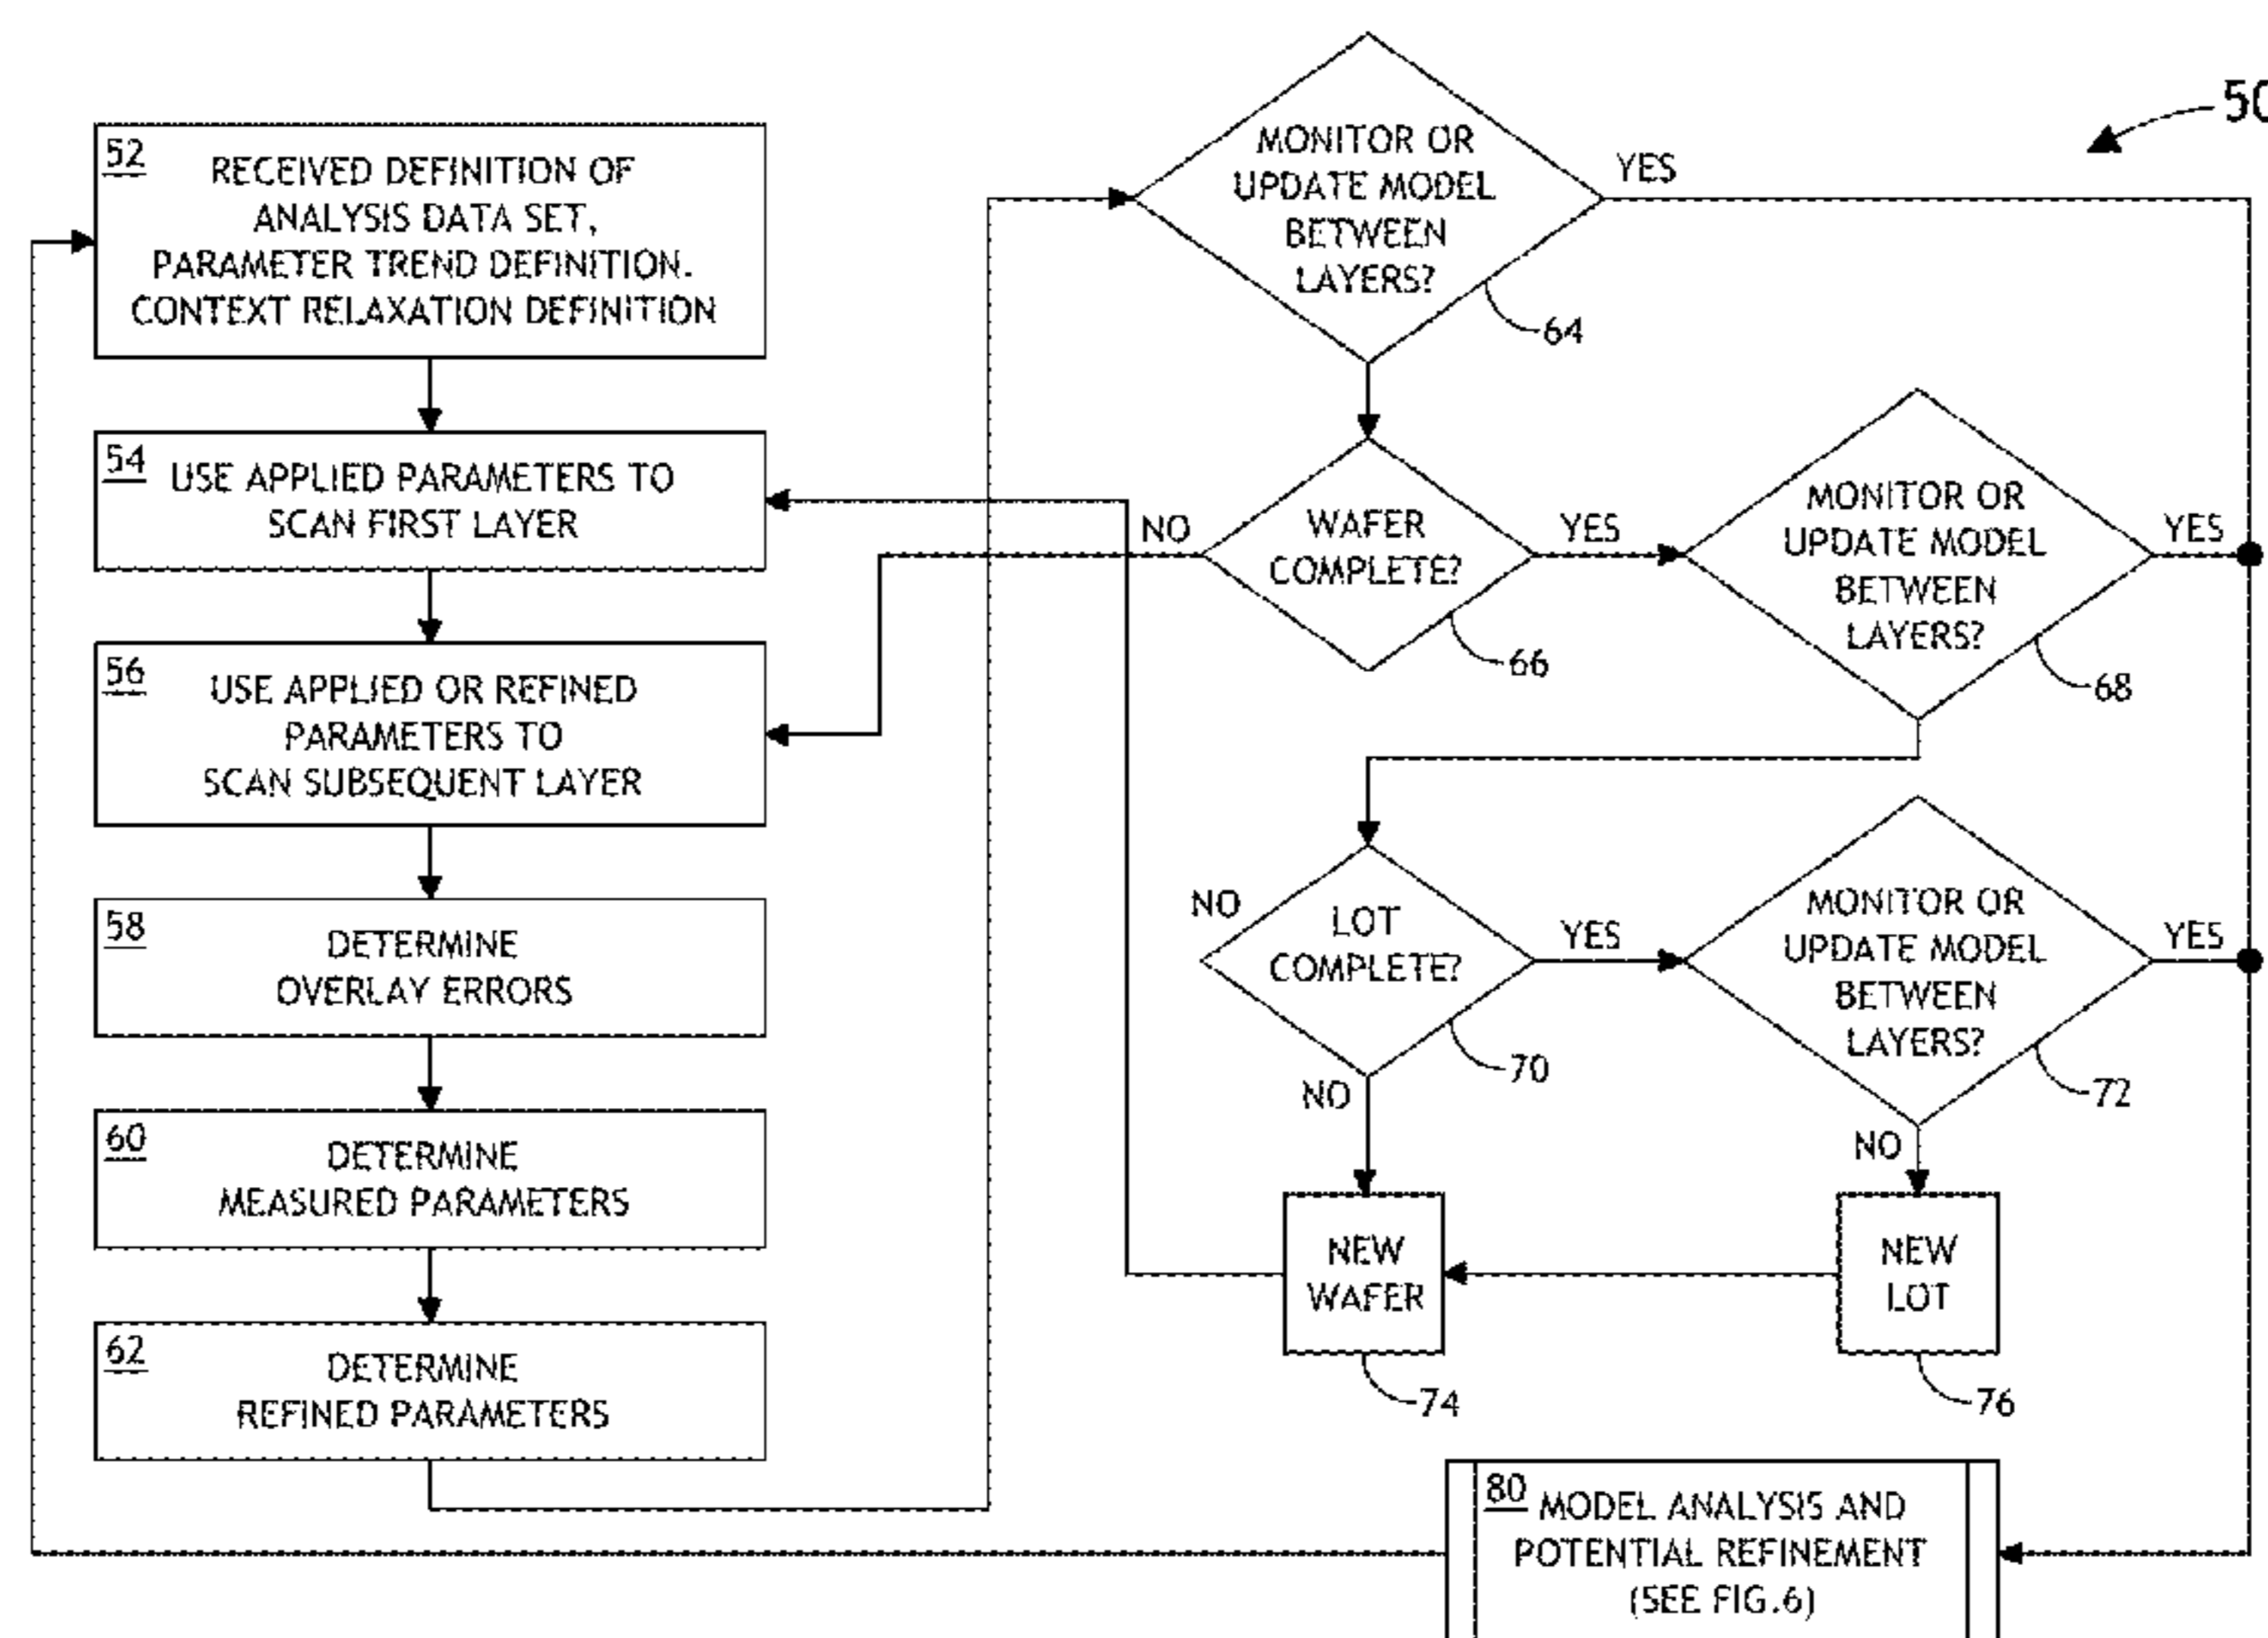 50
52
RECEIVED DEFINITION OF
ANALYSIS DATA SET,
PARAMETER TREND DEFINITION.
CONTEXT RELAXATION DEFINITION
54
USE APPLIED PARAMETERS TO
SCAN FIRST LAYER
56
USE APPLIED OR REFINED
PARAMETERS TO
SCAN SUBSEQUENT LAYER
58
DETERMINE
OVERLAY ERRORS
60
DETERMINE
MEASURED PARAMETERS
62
DETERMINE
REFINED PARAMETERS
MONITOR OR
UPDATE MODEL
BETWEEN
LAYERS?
YES
64
NO
WAFER
COMPLETE?
YES
66
MONITOR OR
UPDATE MODEL
BETWEEN
LAYERS?
YES
68
NO
LOT
COMPLETE?
YES
70
NO
MONITOR OR
UPDATE MODEL
BETWEEN
LAYERS?
YES
72
NO
NEW
WAFER
74
NEW
LOT
76
80
MODEL ANALYSIS AND
POTENTIAL REFINEMENT
(SEE FIG.6)